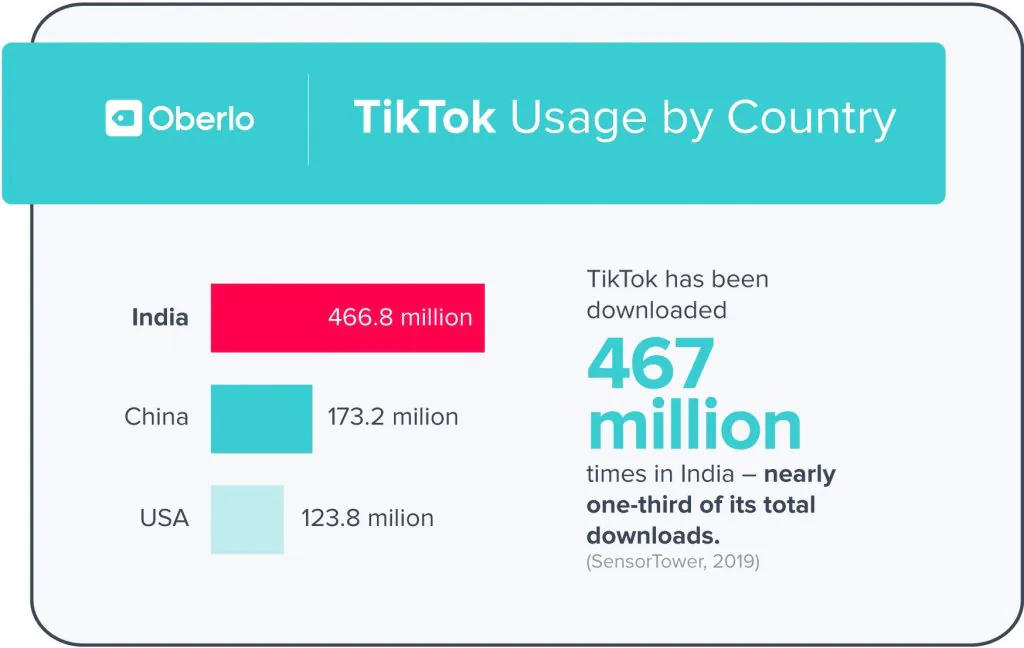 Oberlo
TikTok Usage by Country
India 466.8 million
China 173.2 milion
USA 123.8 milion
TikTok has been
downloaded
467
million
times in India – nearly
one-third of its total
downloads.
(SensorTower, 2019)